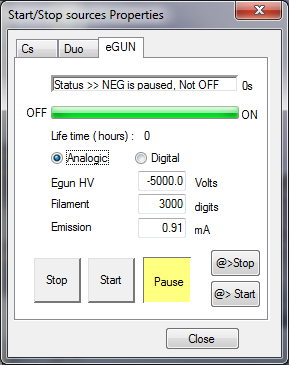 Start/Stop sources Properties
Cs Duo eGUN
Status >> NEG is paused, Not OFF 0s
OFF ON
Life time ( hours) : 0
Analogic Digital
Egun HV -5000.0 Volts
Filament 3000 digits
Emission 0.91 mA
Stop Start Pause
@>Stop
@> Start
Close